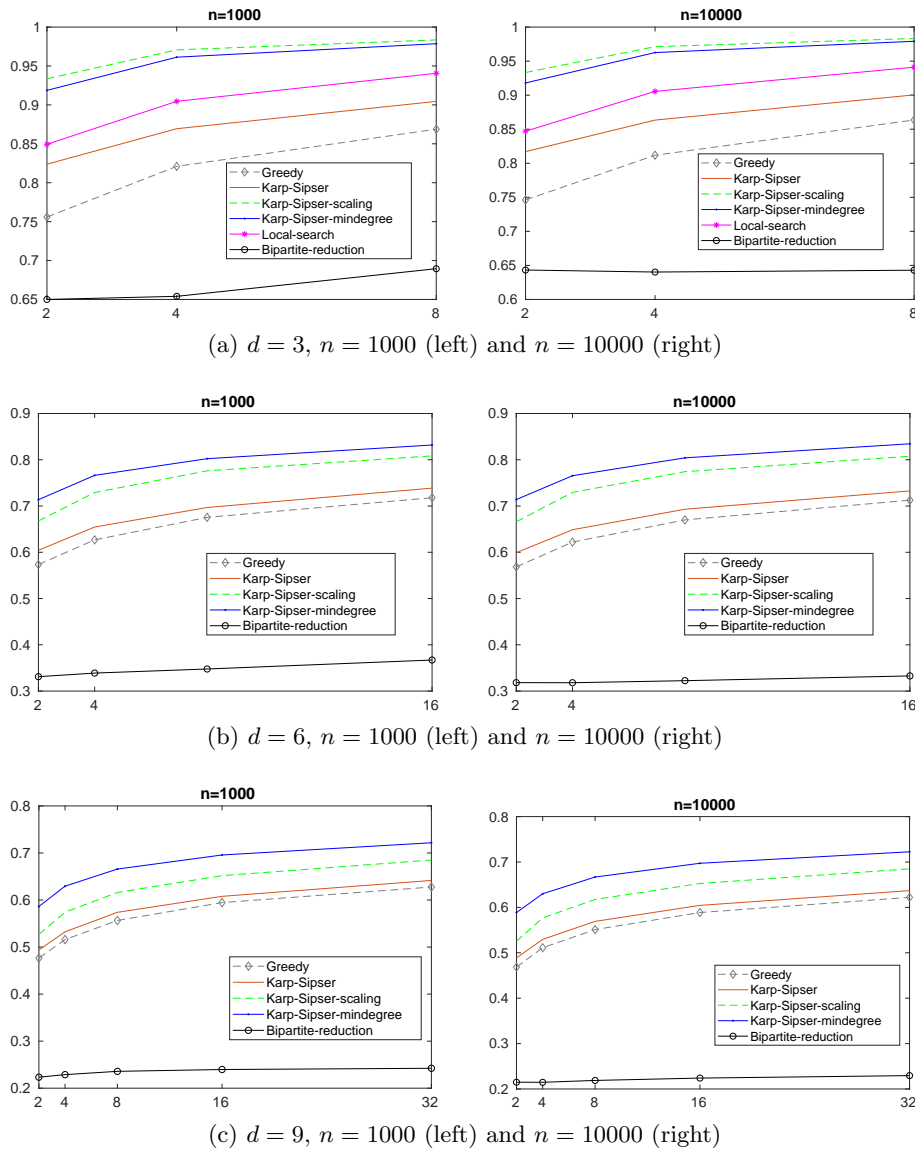 n=1000
1
0.95
0.9
0.85
0.8
0.75
0.7
0.65
Greedy
Karp-Sipser
Karp-Sipser-scaling
Karp-Sipser-mindegree
Local-search
Bipartite-reduction
2 4 8
n=10000
1
0.95
0.9
0.85
0.8
0.75
0.7
0.65
0.6
Greedy
Karp-Sipser
Karp-Sipser-scaling
Karp-Sipser-mindegree
Local-search
Bipartite-reduction
2 4 8
(a) d = 3, n = 1000 (left) and n = 10000 (right)
n=1000
0.9
0.8
0.7
0.6
0.5
0.4
0.3
Greedy
Karp-Sipser
Karp-Sipser-scaling
Karp-Sipser-mindegree
Bipartite-reduction
2 4 16
n=10000
0.9
0.8
0.7
0.6
0.5
0.4
0.3
Greedy
Karp-Sipser
Karp-Sipser-scaling
Karp-Sipser-mindegree
Bipartite-reduction
2 4 16
(b) d = 6, n = 1000 (left) and n = 10000 (right)
n=1000
0.8
0.7
0.6
0.5
0.4
0.3
0.2
Greedy
Karp-Sipser
Karp-Sipser-scaling
Karp-Sipser-mindegree
Bipartite-reduction
2 4 8 16 32
n=10000
0.8
0.7
0.6
0.5
0.4
0.3
0.2
Greedy
Karp-Sipser
Karp-Sipser-scaling
Karp-Sipser-mindegree
Bipartite-reduction
2 4 8 16 32
(c) d = 9, n = 1000 (left) and n = 10000 (right)